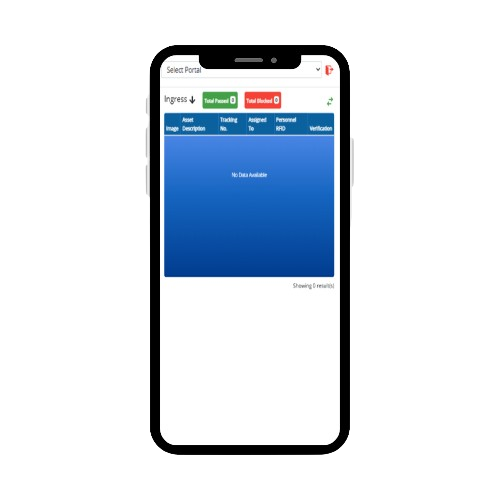 Select Portal
Ingress Total Passed 0 Total Blocked 0
Image Asset Description Tracking No. Assigned To Personnel RFID Verification
No Data Available
Showing 0 result(s)